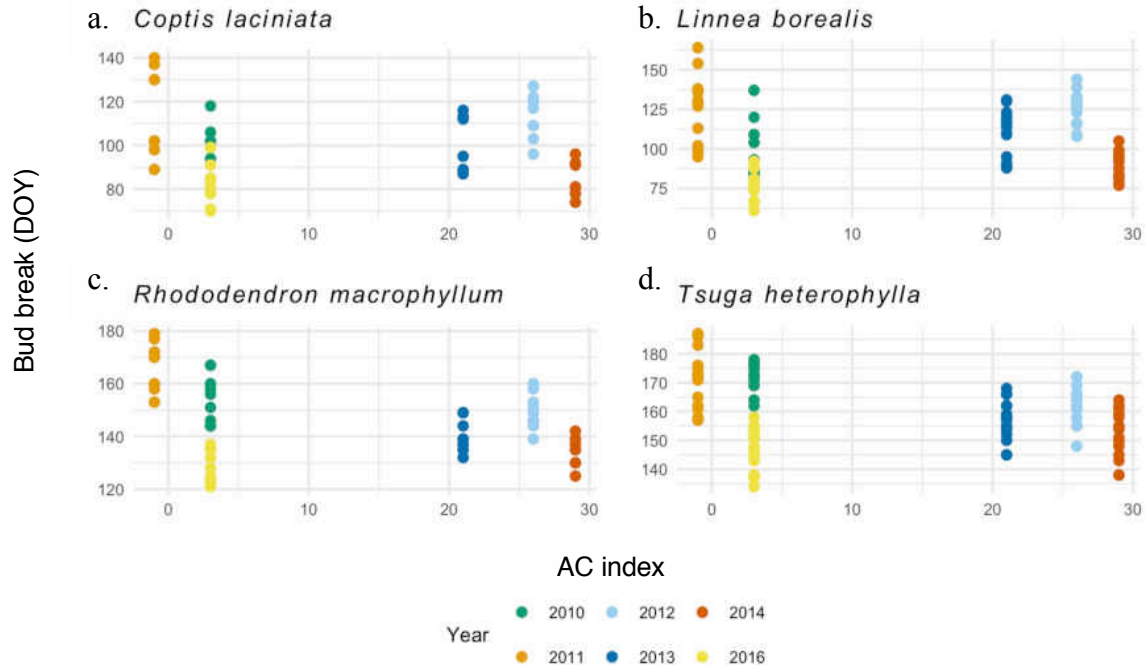 a. Coptis laciniata
140
120
100
80
0 10 20 30
b. Linnea borealis
150
125
100
75
0 10 20 30
Bud break (DOY)
c. Rhododendron macrophyllum
180
160
140
120
0 10 20 30
d. Tsuga heterophylla
180
170
160
150
140
0 10 20 30
AC index
Year
2010 2012 2014
2011 2013 2016